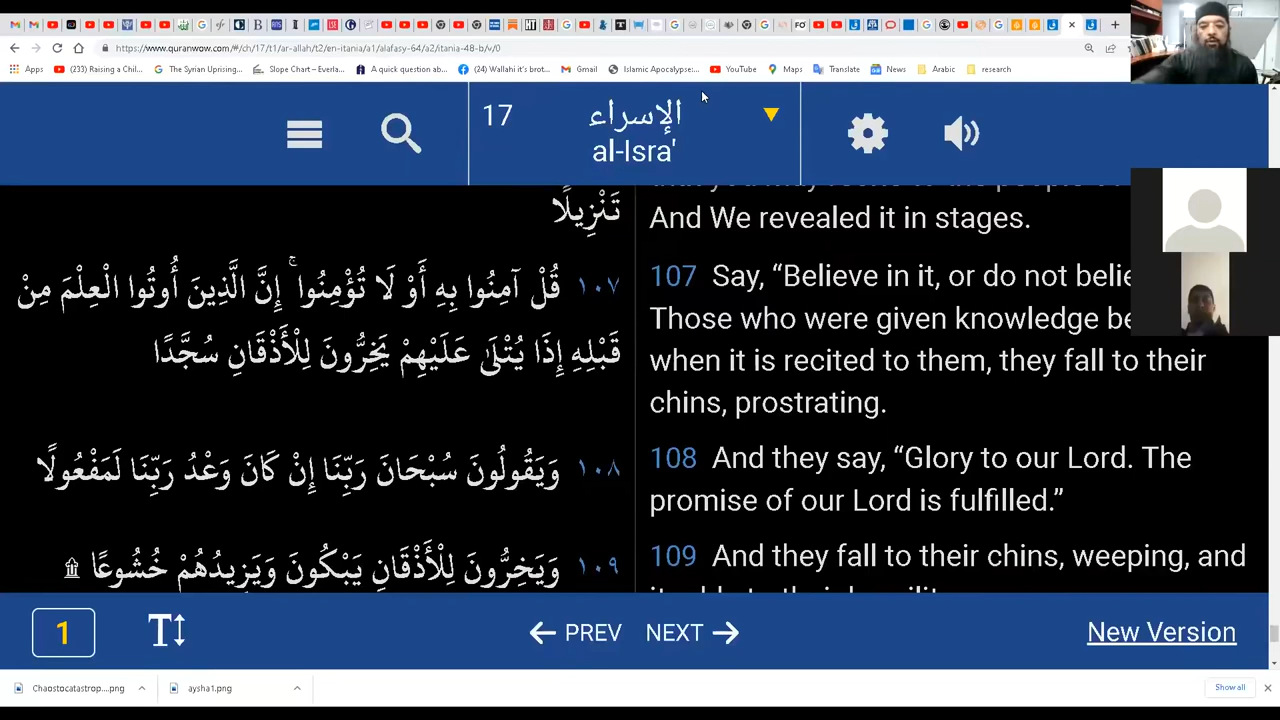 https://www.quranwow.com/#/ch/17/t1/ar-allah/t2/en-itania/a1/alafasy-64/a2/itania-48-b/v/0
Apps
(233) Raising a Chil...
The Syrian Uprising...
Slope Chart – Everla...
A quick question ab...
(24) Wallahi it's brot...
Gmail
Islamic Apocalypse:...
YouTube
Maps
Translate
News
Arabic
research
17
الإسراء
al-Isra'
تَنْزِيلًا
١٠٧ قُلْ آمِنُوا بِهِ أَوْ لَا تُؤْمِنُوا ۚ إِنَّ الَّذِينَ أُوتُوا الْعِلْمَ مِنْ
قَبْلِهِ إِذَا يُتْلَىٰ عَلَيْهِمْ يَخِرُّونَ لِلْأَذْقَانِ سُجَّدًا
١٠٨ وَيَقُولُونَ سُبْحَانَ رَبِّنَا إِنْ كَانَ وَعْدُ رَبِّنَا لَمَفْعُولًا
١٠٩ وَيَخِرُّونَ لِلْأَذْقَانِ يَبْكُونَ وَيَزِيدُهُمْ خُشُوعًا ۩
And We revealed it in stages.
107 Say, “Believe in it, or do not belie
Those who were given knowledge be
when it is recited to them, they fall to their
chins, prostrating.
108 And they say, “Glory to our Lord. The
promise of our Lord is fulfilled.”
109 And they fall to their chins, weeping, and
1
PREV
NEXT
New Version
Chaostocatastrop....png
aysha1.png
Show all